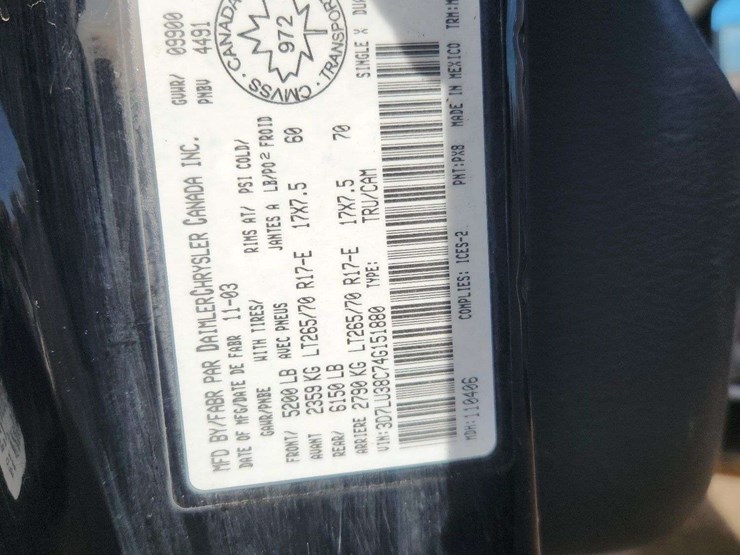 MFD BY/FABR PAR DAIMLERCHRYSLER CANADA INC.
DATE OF MFG/DATE DE FABR 11-03
GVWR/ 09900
PNBV 4491
GAWR/PNBE WITH TIRES/ RIMS AT/ PSI COLD/
AVEC PNEUS JANTES A LB/PO2 FROID
FRONT/ 5200 LB
AVANT 2359 KG LT265/70 R17-E 17X7.5 60
REAR/ 6150 LB
ARRIERE 2790 KG LT265/70 R17-E 17X7.5 70
VIN:3D7LU38C74G151880 TYPE: TRU/CAM SINGLE X
CANADA
972
CMVSS
MDH:110406 COMPLIES: ICES-2 PNT:PX8 MADE IN MEXICO